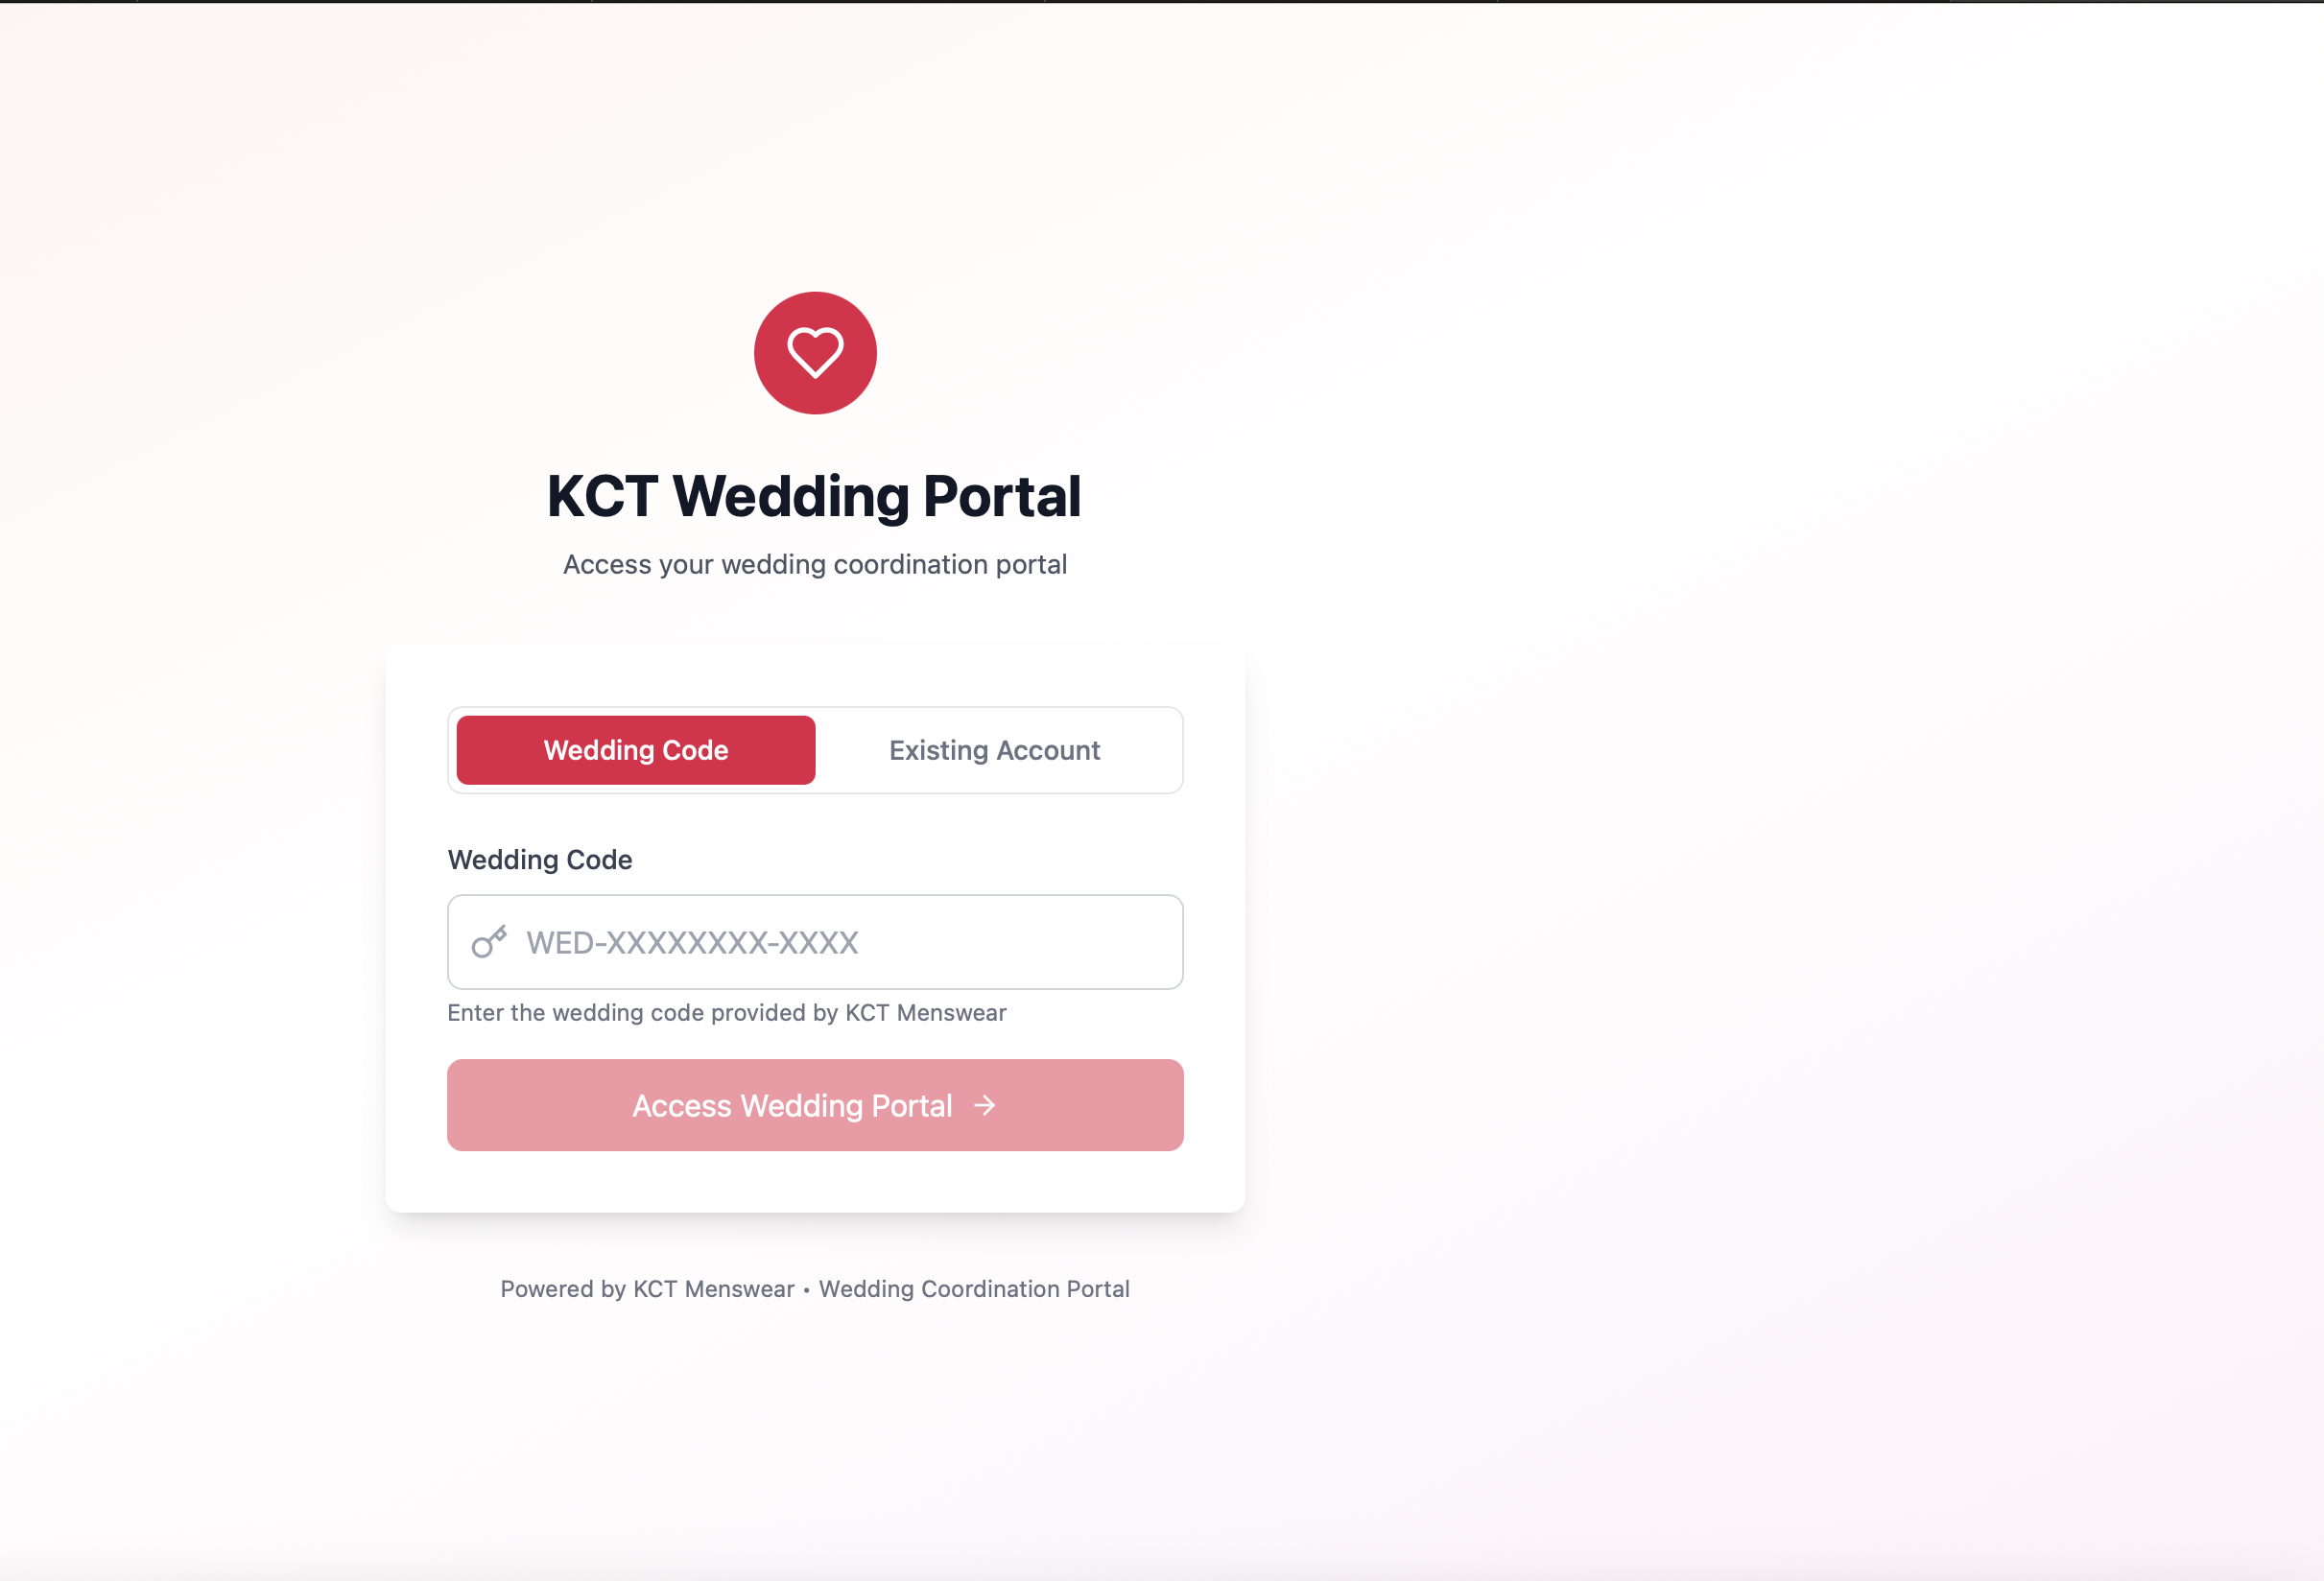 KCT Wedding Portal
Access your wedding coordination portal
Wedding Code
Existing Account
Wedding Code
WED-XXXXXXXX-XXXX
Enter the wedding code provided by KCT Menswear
Access Wedding Portal →
Powered by KCT Menswear • Wedding Coordination Portal